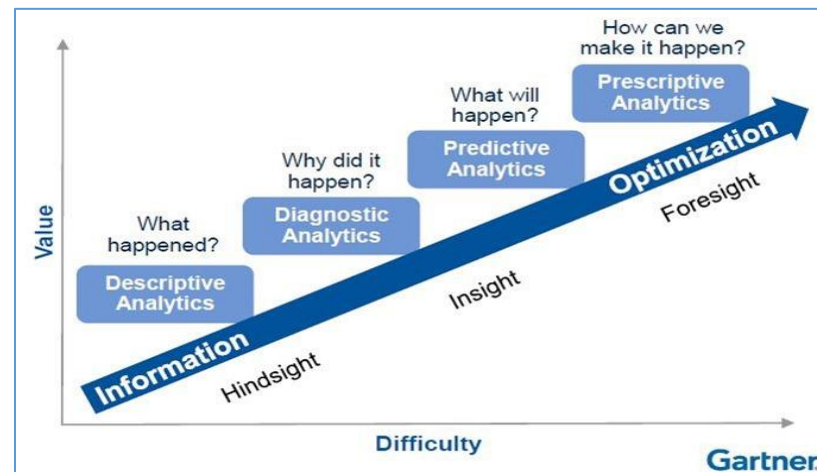 How can we
make it happen?
Prescriptive
Analytics
What will
happen?
Predictive
Analytics
Why did it
happen?
Diagnostic
Analytics
What
happened?
Descriptive
Analytics
Value
Information
Optimization
Hindsight
Insight
Foresight
Difficulty
Gartner